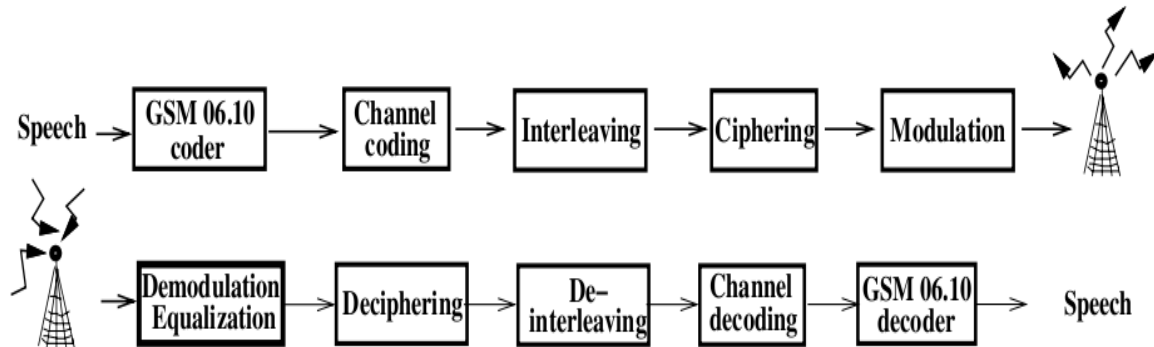 Speech
GSM 06.10
coder
Channel
coding
Interleaving
Ciphering
Modulation
Demodulation
Equalization
Deciphering
De–
interleaving
Channel
decoding
GSM 06.10
decoder
Speech